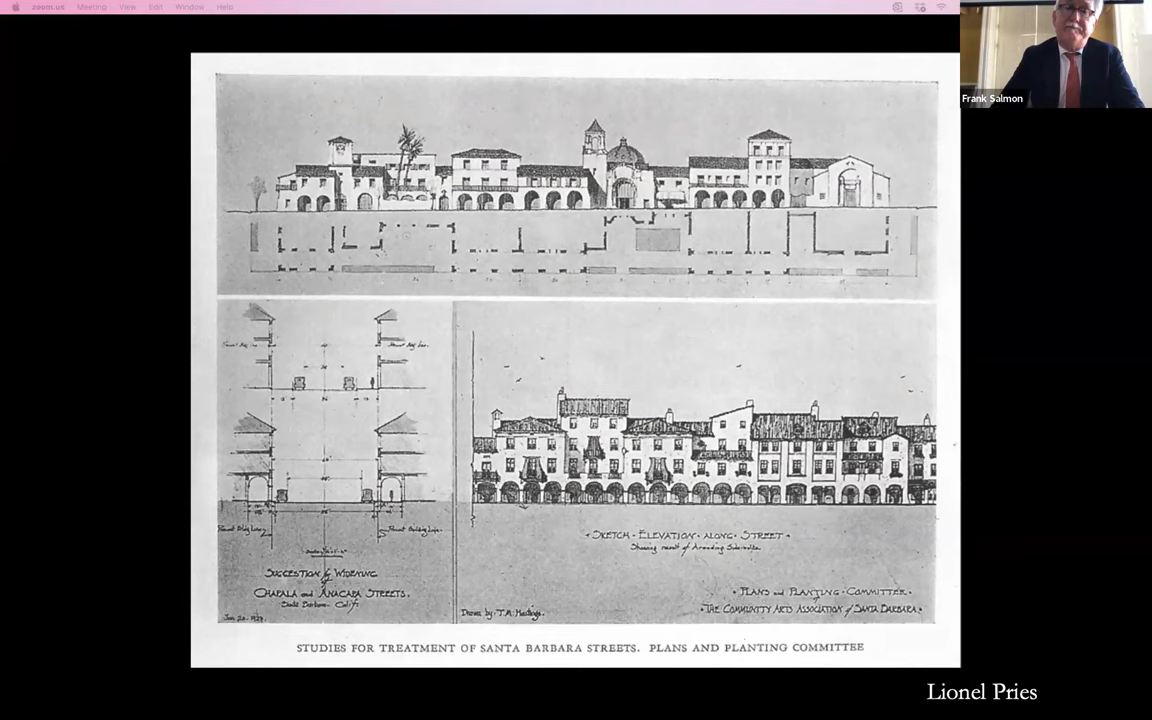 zoom.us Meeting View Edit Window Help
Frank Salmon
SUGGESTION for WIDENING
of
CHAPALA and ANACAPA STREETS.
Santa Barbara - Calif.
• SKETCH • ELEVATION • ALONG • STREET •
Showing result of Arcading Sidewalks.
• PLANS and PLANTING • COMMITTEE •
of
• THE COMMUNITY ARTS ASSOCIATION of SANTA BARBARA •
Drawn by • T.M. Hastings.
STUDIES FOR TREATMENT OF SANTA BARBARA STREETS. PLANS AND PLANTING COMMITTEE
Lionel Pries